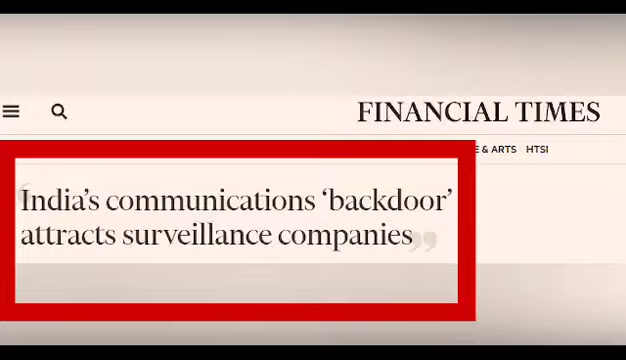 FINANCIAL TIMES
& ARTS HTSI
India's communications 'backdoor'
attracts surveillance companies